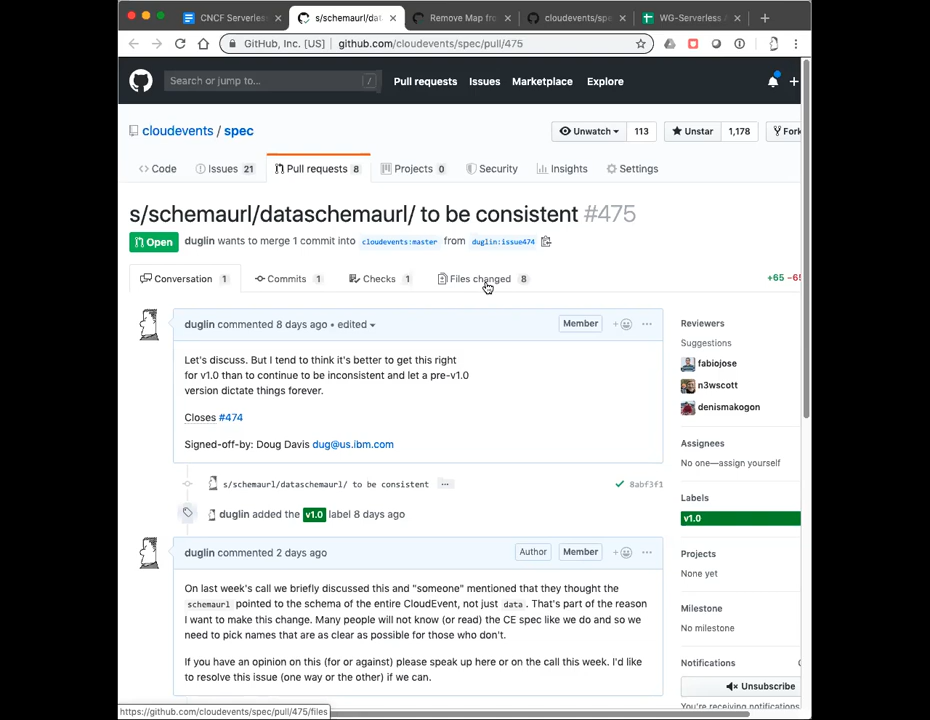 CNCF Serverles
s/schemaurl/dat
Remove Map fro
cloudevents/spe
WG-Serverless
GitHub, Inc. [US] | github.com/cloudevents/spec/pull/475
Search or jump to... /
Pull requests Issues Marketplace Explore
cloudevents / spec
Unwatch 113 Unstar 1,178 Fork
Code Issues 21 Pull requests 8 Projects 0 Security Insights Settings
s/schemaurl/dataschemaurl/ to be consistent #475
Open duglin wants to merge 1 commit into cloudevents:master from duglin:issue474
Conversation 1 Commits 1 Checks 1 Files changed 8 +65 −65
duglin commented 8 days ago • edited Member
Let's discuss. But I tend to think it's better to get this right
for v1.0 than to continue to be inconsistent and let a pre-v1.0
version dictate things forever.
Closes #474
Signed-off-by: Doug Davis dug@us.ibm.com
s/schemaurl/dataschemaurl/ to be consistent ... 8abf3f1
duglin added the v1.0 label 8 days ago
duglin commented 2 days ago Author Member
On last week's call we briefly discussed this and "someone" mentioned that they thought the
schemaurl pointed to the schema of the entire CloudEvent, not just data. That's part of the reason
I want to make this change. Many people will not know (or read) the CE spec like we do and so we
need to pick names that are as clear as possible for those who don't.
If you have an opinion on this (for or against) please speak up here or on the call this week. I'd like
to resolve this issue (one way or the other) if we can.
Reviewers
Suggestions
fabiojose
n3wscott
denismakogon
Assignees
No one—assign yourself
Labels
v1.0
Projects
None yet
Milestone
No milestone
Notifications
Unsubscribe
You're receiving notifications
https://github.com/cloudevents/spec/pull/475/files